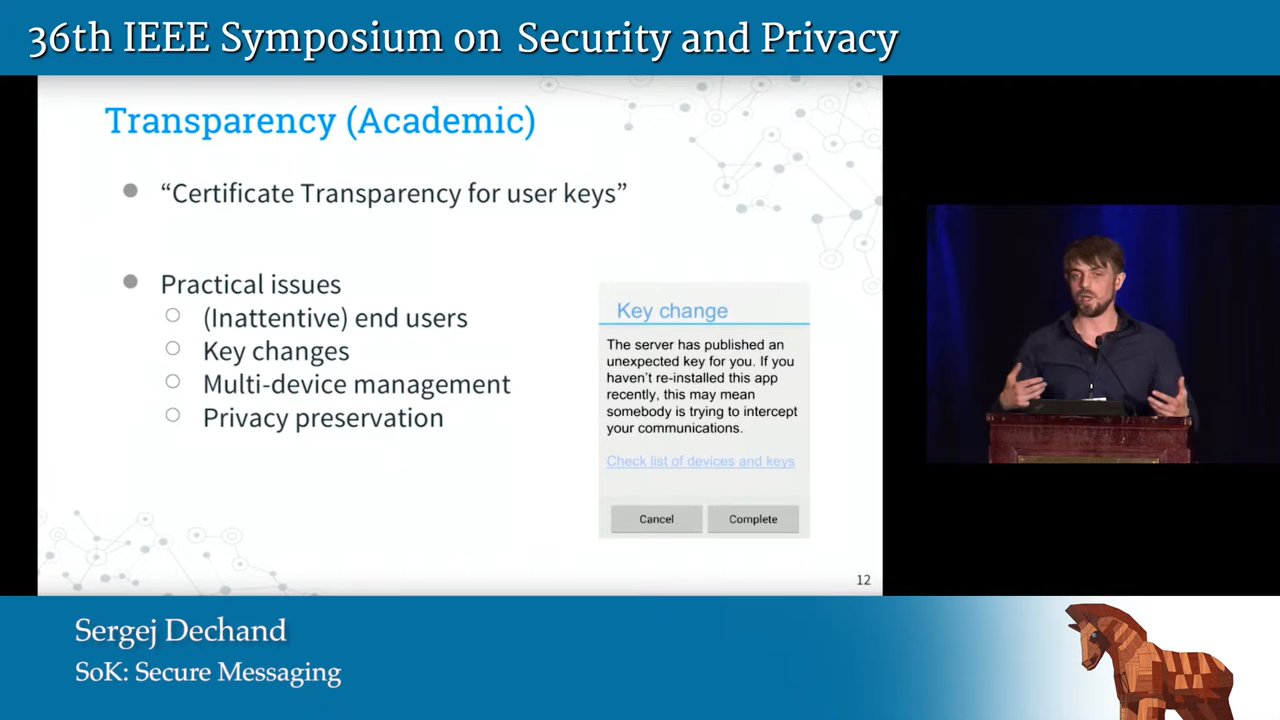 36th IEEE Symposium on Security and Privacy
Transparency (Academic)
“Certificate Transparency for user keys”
Practical issues
(Inattentive) end users
Key changes
Multi-device management
Privacy preservation
Key change
The server has published an
unexpected key for you. If you
haven't re-installed this app
recently, this may mean
somebody is trying to intercept
your communications.
Check list of devices and keys
Cancel
Complete
12
Sergej Dechand
SoK: Secure Messaging